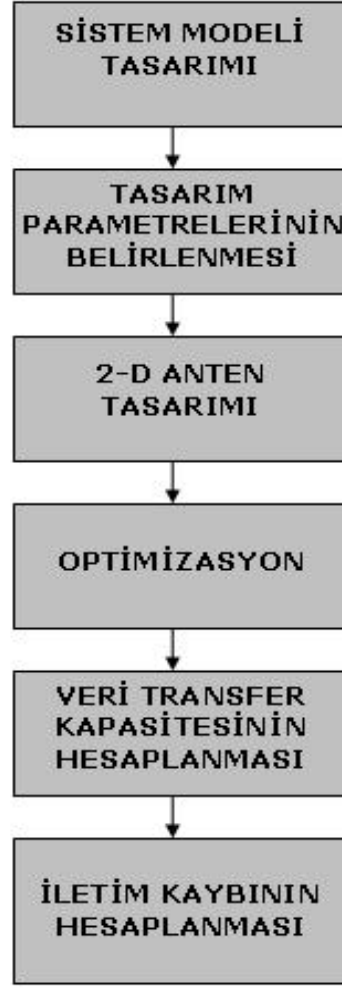 SİSTEM MODELİ
TASARIMI
TASARIM
PARAMETRELERİNİN
BELİRLENMESİ
2-D ANTEN
TASARIMI
OPTİMİZASYON
VERİ TRANSFER
KAPASİTESİNİN
HESAPLANMASI
İLETİM KAYBININ
HESAPLANMASI